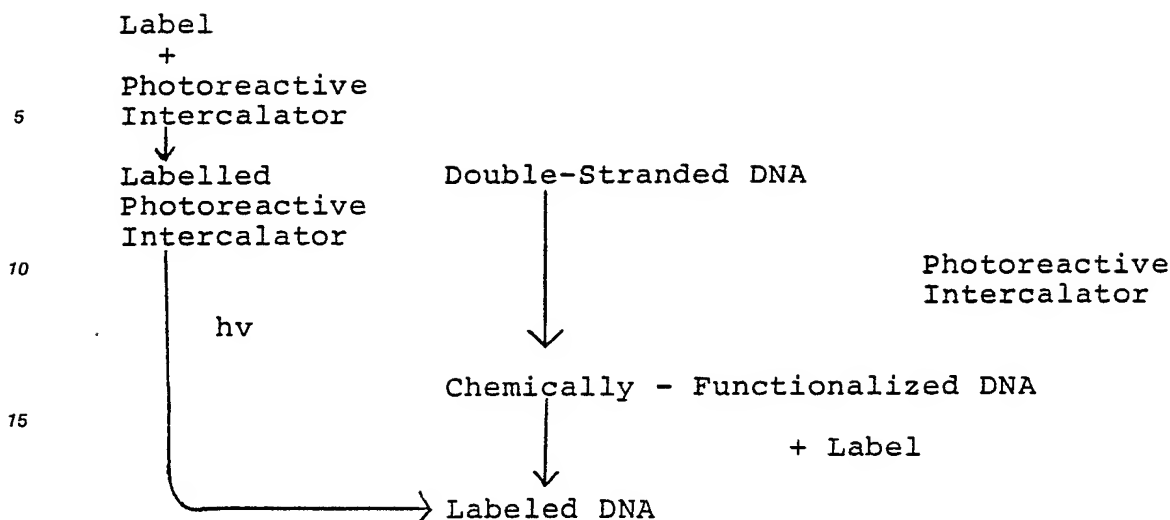 Label
+
Photoreactive
5 Intercalator
Labelled Double-Stranded DNA
Photoreactive
Intercalator
10 Photoreactive
Intercalator
hv
Chemically - Functionalized DNA
15
+ Label
Labeled DNA